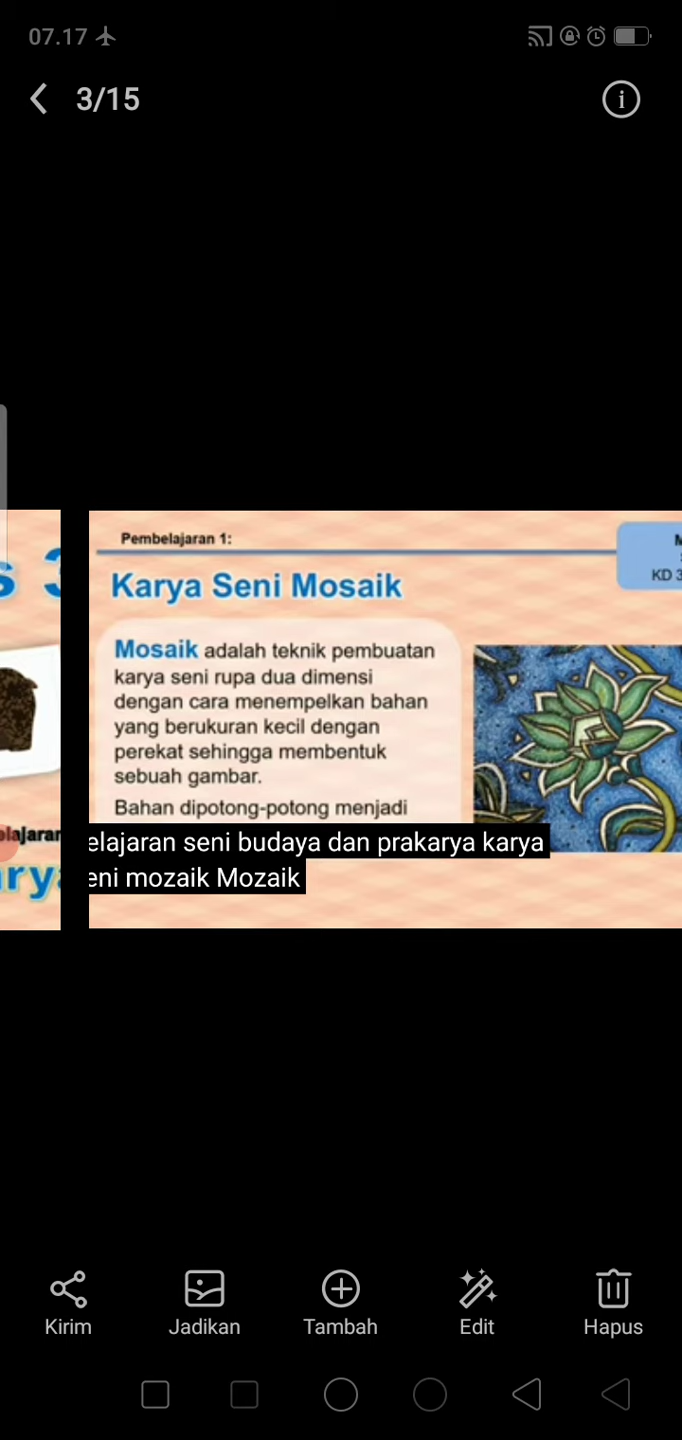 07.17
3/15
Pembelajaran 1:
KD 3
Karya Seni Mosaik
Mosaik adalah teknik pembuatan
karya seni rupa dua dimensi
dengan cara menempelkan bahan
yang berukuran kecil dengan
perekat sehingga membentuk
sebuah gambar.
Bahan dipotong-potong menjadi
elajaran seni budaya dan prakarya karya
eni mozaik Mozaik
Kirim
Jadikan
Tambah
Edit
Hapus